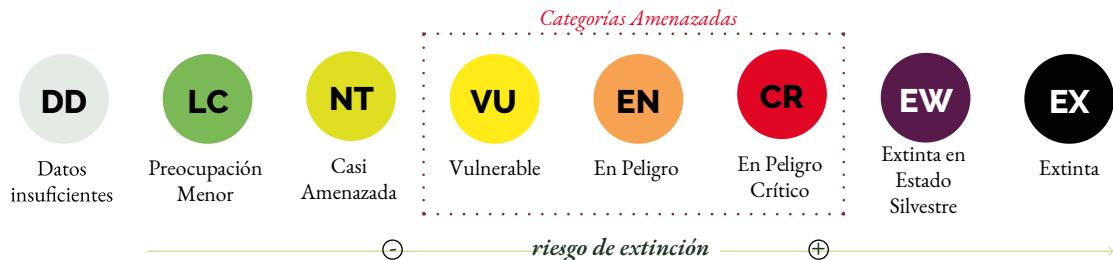 Categorías Amenazadas
DD
LC
NT
VU
EN
CR
EW
EX
Datos
insuficientes
Preocupación
Menor
Casi
Amenazada
Vulnerable
En Peligro
En Peligro
Crítico
Extinta en
Estado
Silvestre
Extinta
- riesgo de extinción +